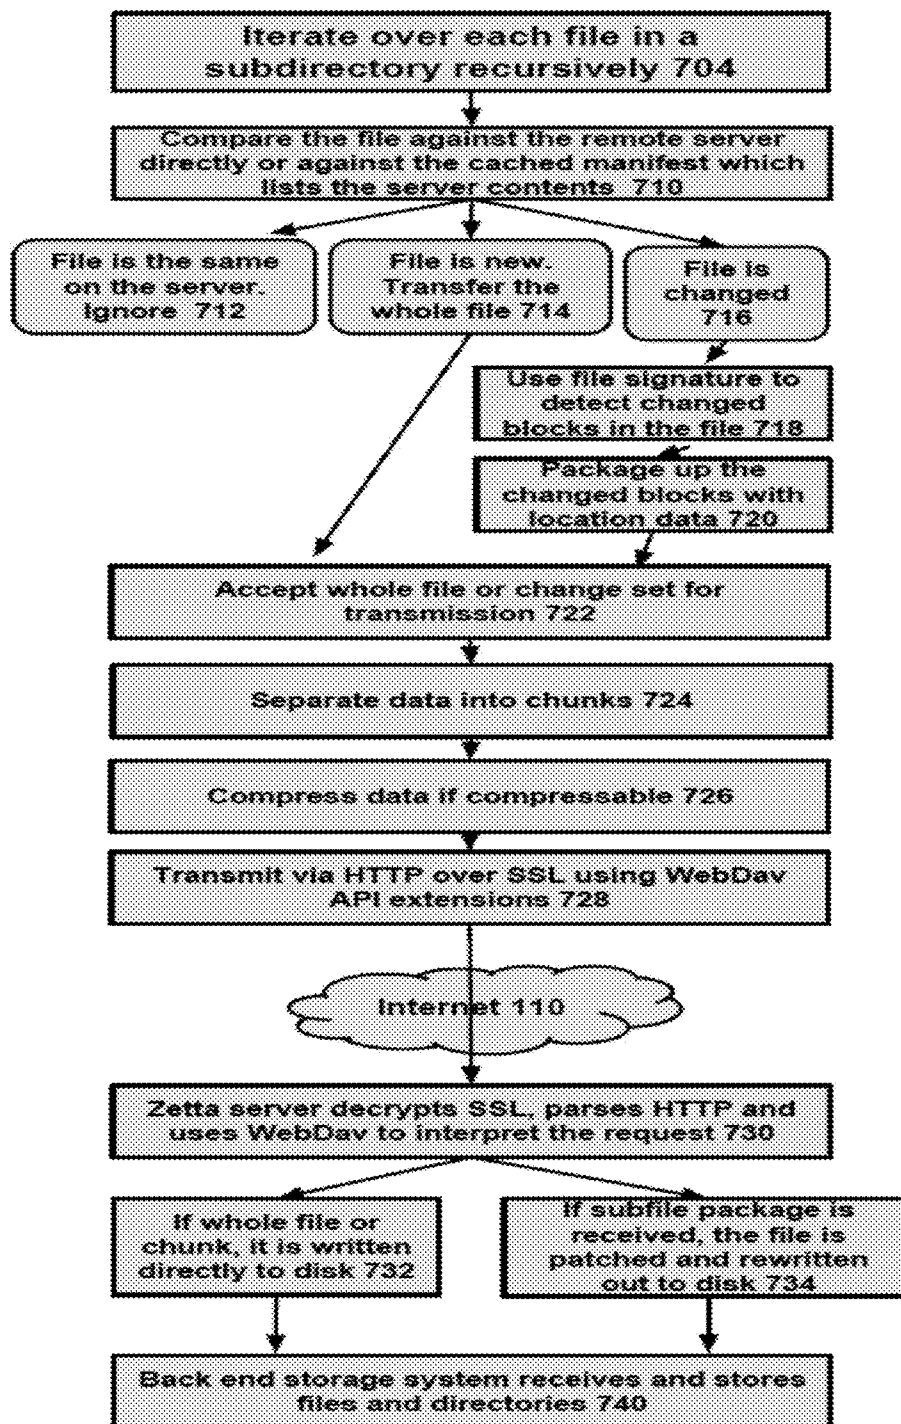 Iterate over each file in a
subdirectory recursively 704
Compare the file against the remote server
directly or against the cached manifest which
lists the server contents 710
File is the same
on the server.
Ignore 712
File is new.
Transfer the
whole file 714
File is
changed
716
Use file signature to
detect changed
blocks in the file 718
Package up the
changed blocks with
location data 720
Accept whole file or change set for
transmission 722
Separate data into chunks 724
Compress data if compressable 726
Transmit via HTTP over SSL using WebDav
API extensions 728
Internet 110
Zetta server decrypts SSL, parses HTTP and
uses WebDav to interpret the request 730
If whole file or
chunk, it is written
directly to disk 732
If subfile package is
received, the file is
patched and rewritten
out to disk 734
Back end storage system receives and stores
files and directories 740